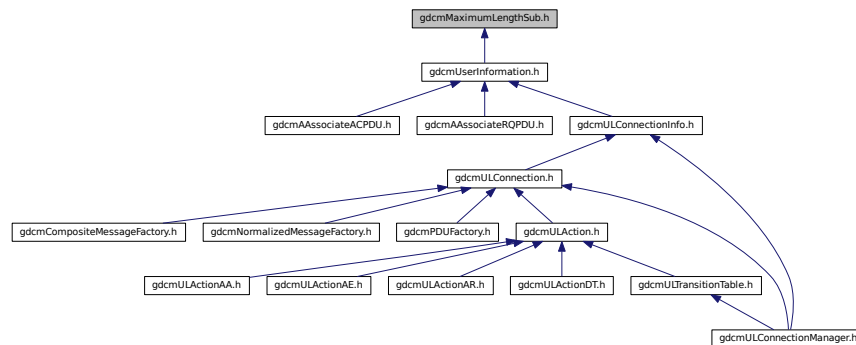 gdcmMaximumLengthSub.h
gdcmUserInformation.h
gdcmAAssociateACPDU.h
gdcmAAssociateRQPDU.h
gdcmULConnectionInfo.h
gdcmULConnection.h
gdcmCompositeMessageFactory.h
gdcmNormalizedMessageFactory.h
gdcmPDUFactory.h
gdcmULAction.h
gdcmULActionAA.h
gdcmULActionAE.h
gdcmULActionAR.h
gdcmULActionDT.h
gdcmULTransitionTable.h
gdcmULConnectionManager.h